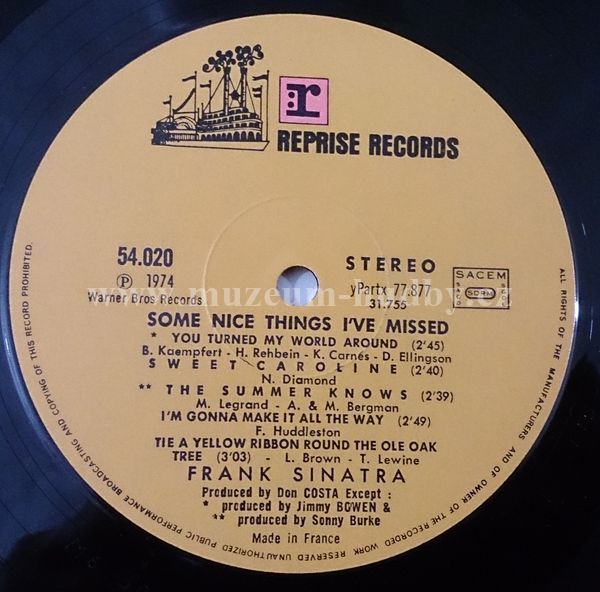 r
REPRISE RECORDS
54.020
Ⓟ 1974
Warner Bros Records
STEREO
yPartx 77.877
31.755
SACEM
SDRM
www.muzeum-hudby.cz
SOME NICE THINGS I'VE MISSED
* YOU TURNED MY WORLD AROUND (2'45)
B. Kaempfert - H. Rehbein - K. Carnés - D. Ellingson
SWEET CAROLINE (2'40)
N. Diamond
** THE SUMMER KNOWS (2'39)
M. Legrand - A. & M. Bergman
I'M GONNA MAKE IT ALL THE WAY (2'49)
F. Huddleston
TIE A YELLOW RIBBON ROUND THE OLE OAK
TREE (3'03) - L. Brown - T. Lewine
FRANK SINATRA
Produced by Don COSTA Except :
* produced by Jimmy BOWEN &
** produced by Sonny Burke
Made in France
ALL RIGHTS OF THE MANUFACTURERS AND OF OWNER OF THE RECORDED WORK RESERVED UNAUTHORIZED PUBLIC PERFORMANCE BROADCASTING AND COPYING OF THIS RECORD PROHIBITED.